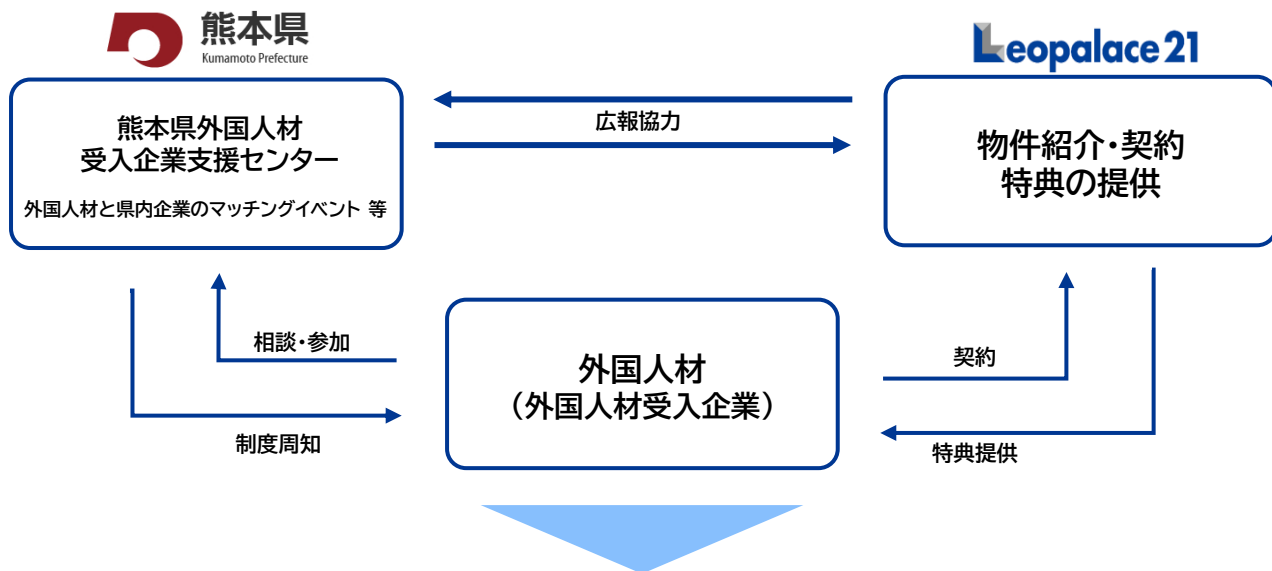 熊本県
Kumamoto Prefecture
Leopalace21
熊本県外国人材
受入企業支援センター
外国人材と県内企業のマッチングイベント 等
広報協力
物件紹介・契約
特典の提供
相談・参加
制度周知
外国人材
（外国人材受入企業）
契約
特典提供